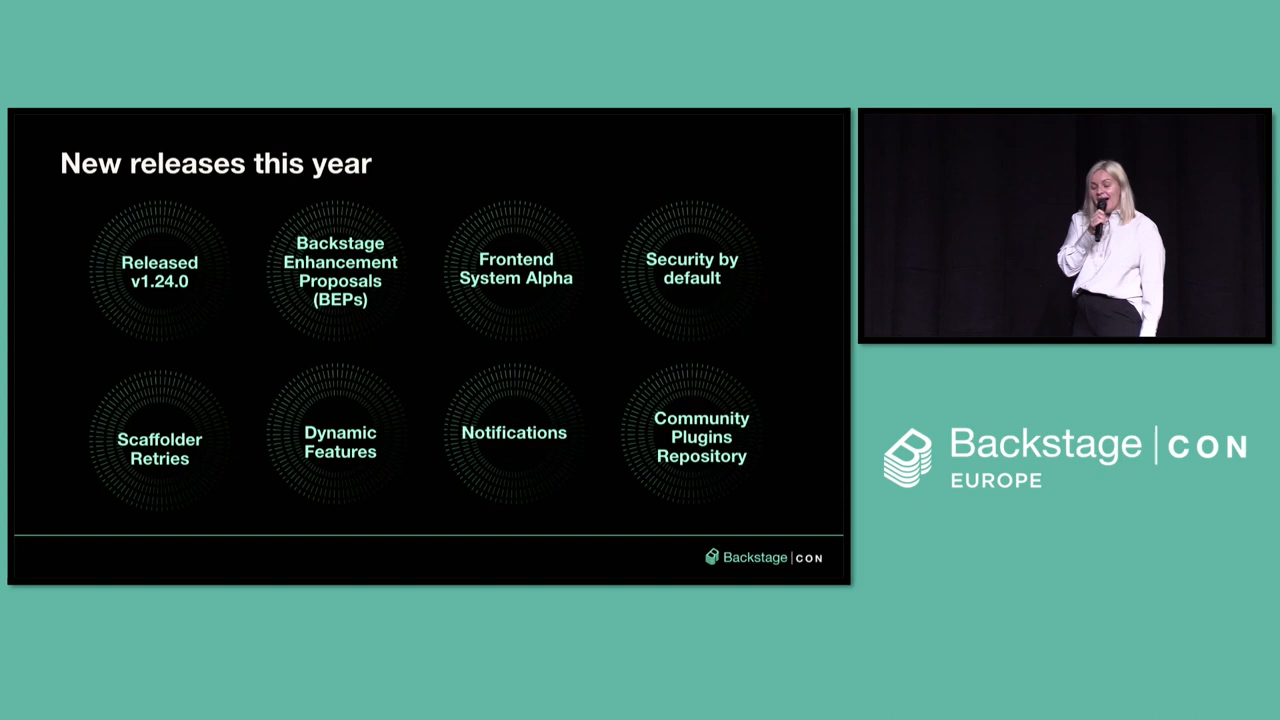 New releases this year
Released
v1.24.0
Backstage
Enhancement
Proposals
(BEPs)
Frontend
System Alpha
Security by
default
Scaffolder
Retries
Dynamic
Features
Notifications
Community
Plugins
Repository
Backstage | CON
Backstage | CON
EUROPE